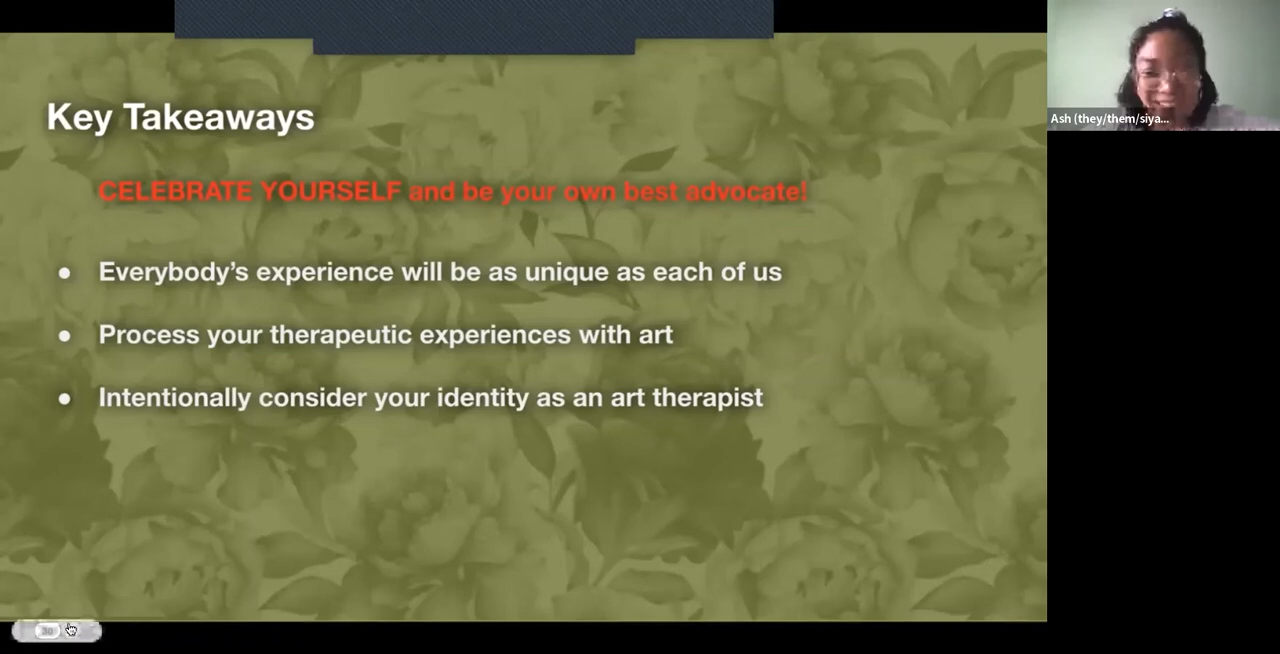 Key Takeaways
CELEBRATE YOURSELF and be your own best advocate!
● Everybody’s experience will be as unique as each of us
● Process your therapeutic experiences with art
● Intentionally consider your identity as an art therapist
Ash (they/them/siya...